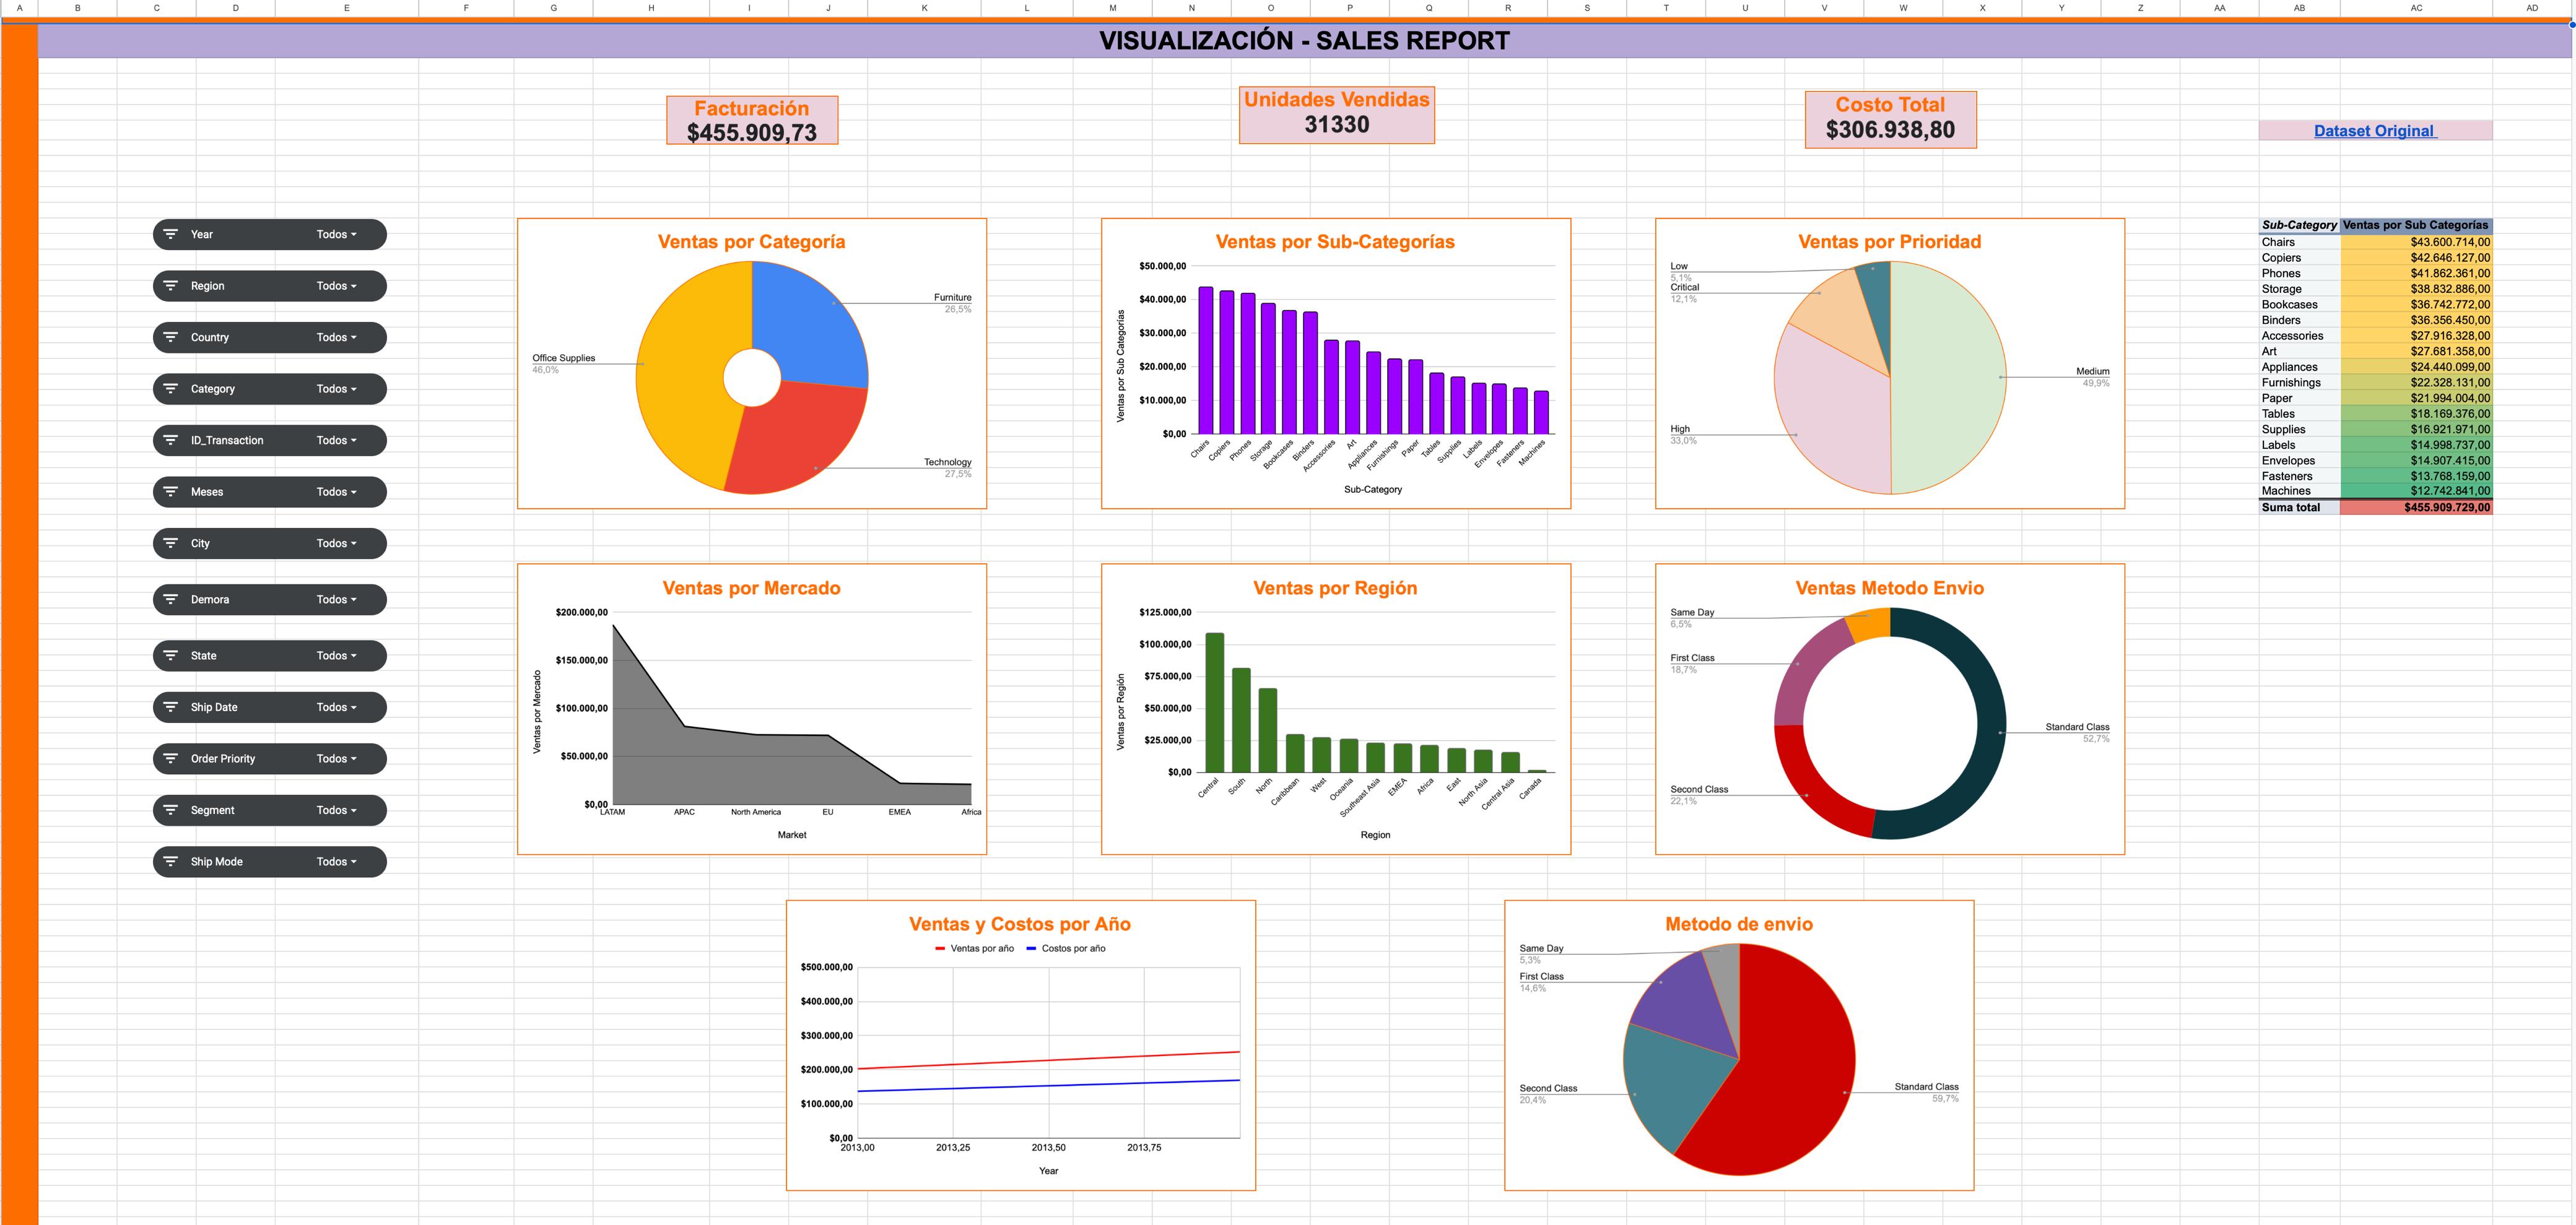 A B C D E F G H I J K L M N O P Q R S T U V W X Y Z AA AB AC AD
VISUALIZACIÓN - SALES REPORT
Facturación
$455.909,73
Unidades Vendidas
31330
Costo Total
$306.938,80
Dataset Original
Year Todos
Region Todos
Country Todos
Category Todos
ID_Transaction Todos
Meses Todos
City Todos
Demora Todos
State Todos
Ship Date Todos
Order Priority Todos
Segment Todos
Ship Mode Todos
Ventas por Categoría
Furniture
26,5%
Office Supplies
46,0%
Technology
27,5%
Ventas por Sub-Categorías
Ventas por Sub Categorías
$50.000,00
$40.000,00
$30.000,00
$20.000,00
$10.000,00
$0,00
Chairs
Copiers
Phones
Storage
Bookcases
Binders
Accessories
Art
Appliances
Furnishings
Paper
Tables
Supplies
Labels
Envelopes
Fasteners
Machines
Sub-Category
Ventas por Prioridad
Low
5,1%
Critical
12,1%
Medium
49,9%
High
33,0%
Sub-Category Ventas por Sub Categorías
Chairs $43.600.714,00
Copiers $42.646.127,00
Phones $41.862.361,00
Storage $38.832.886,00
Bookcases $36.742.772,00
Binders $36.356.450,00
Accessories $27.916.328,00
Art $27.681.358,00
Appliances $24.440.099,00
Furnishings $22.328.131,00
Paper $21.994.004,00
Tables $18.169.376,00
Supplies $16.921.971,00
Labels $14.998.737,00
Envelopes $14.907.415,00
Fasteners $13.768.159,00
Machines $12.742.841,00
Suma total $455.909.729,00
Ventas por Mercado
Ventas por Mercado
$200.000,00
$150.000,00
$100.000,00
$50.000,00
$0,00
LATAM APAC North America EU EMEA Africa
Market
Ventas por Región
Ventas por Región
$125.000,00
$100.000,00
$75.000,00
$50.000,00
$25.000,00
$0,00
Central
South
North
Caribbean
West
Oceania
Southeast Asia
EMEA
Africa
East
North Asia
Central Asia
Canada
Region
Ventas Metodo Envio
Same Day
6,5%
First Class
18,7%
Standard Class
52,7%
Second Class
22,1%
Ventas y Costos por Año
Ventas por año Costos por año
$500.000,00
$400.000,00
$300.000,00
$200.000,00
$100.000,00
$0,00
2013,00 2013,25 2013,50 2013,75
Year
Metodo de envio
Same Day
5,3%
First Class
14,6%
Second Class
20,4%
Standard Class
59,7%